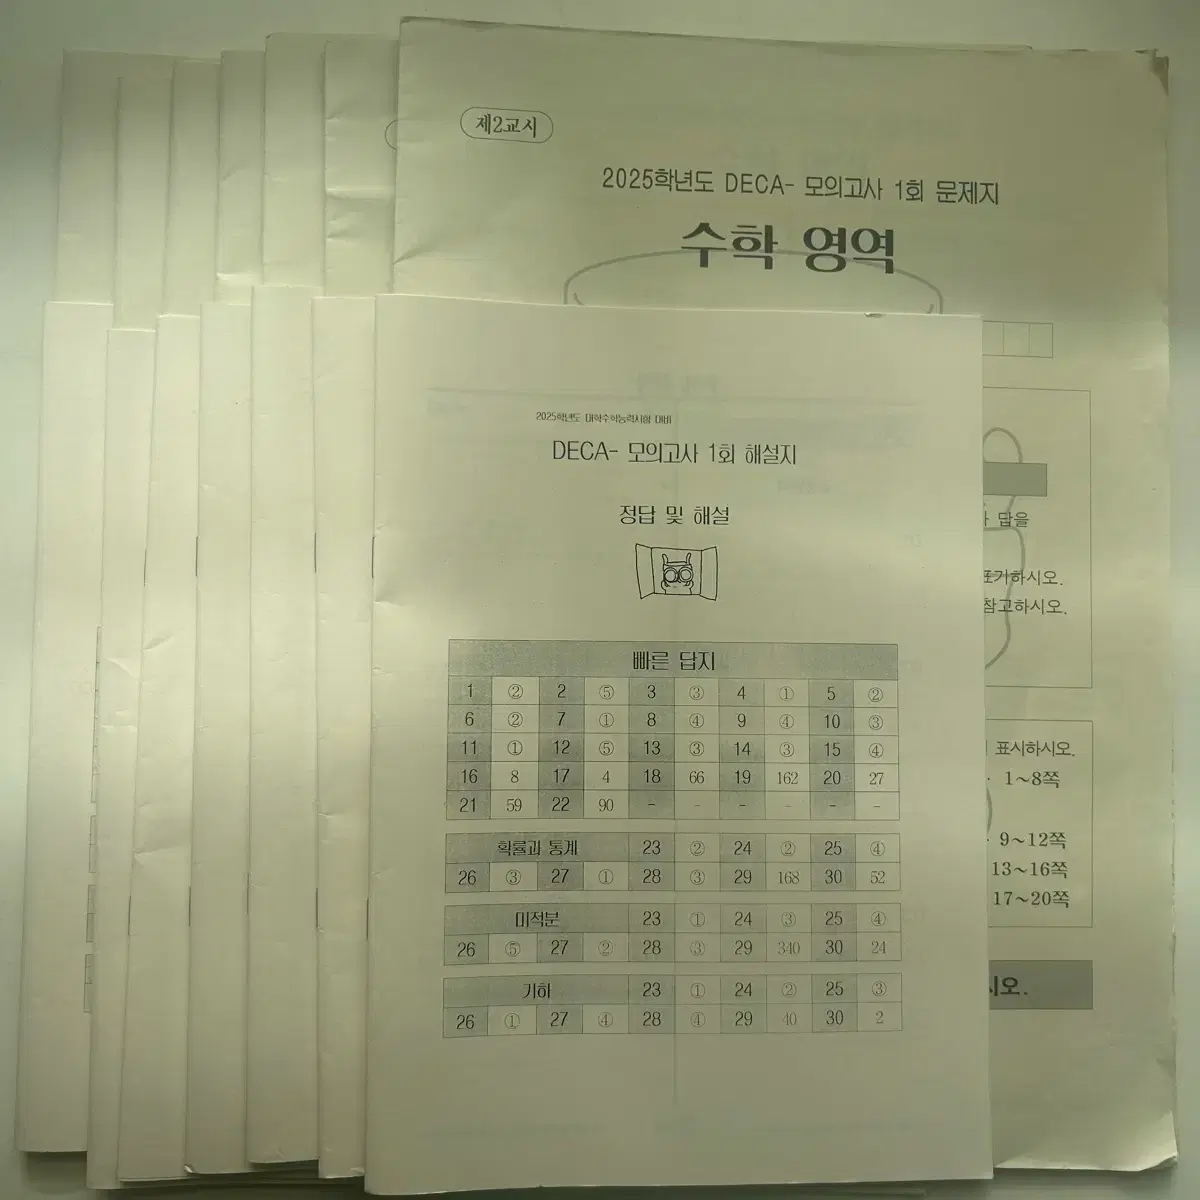 제2교시
2025학년도 DECA- 모의고사 1회 문제지
수학 영역
답을
표기하시오.
참고하시오.
표시하시오.
1~8쪽
9~12쪽
13~16쪽
17~20쪽
시오.
2025학년도 대학수학능력시험 대비
DECA- 모의고사 1회 해설지
정답 및 해설
빠른 답지
1 ② 2 ⑤ 3 ③ 4 ① 5 ②
6 ② 7 ① 8 ④ 9 ④ 10 ③
11 ① 12 ⑤ 13 ③ 14 ③ 15 ④
16 8 17 4 18 66 19 162 20 27
21 59 22 90 - - - - - -
확률과 통계 23 ② 24 ② 25 ④
26 ③ 27 ① 28 ③ 29 168 30 52
미적분 23 ① 24 ③ 25 ④
26 ⑤ 27 ② 28 ③ 29 340 30 24
기하 23 ① 24 ② 25 ③
26 ① 27 ④ 28 ④ 29 40 30 2